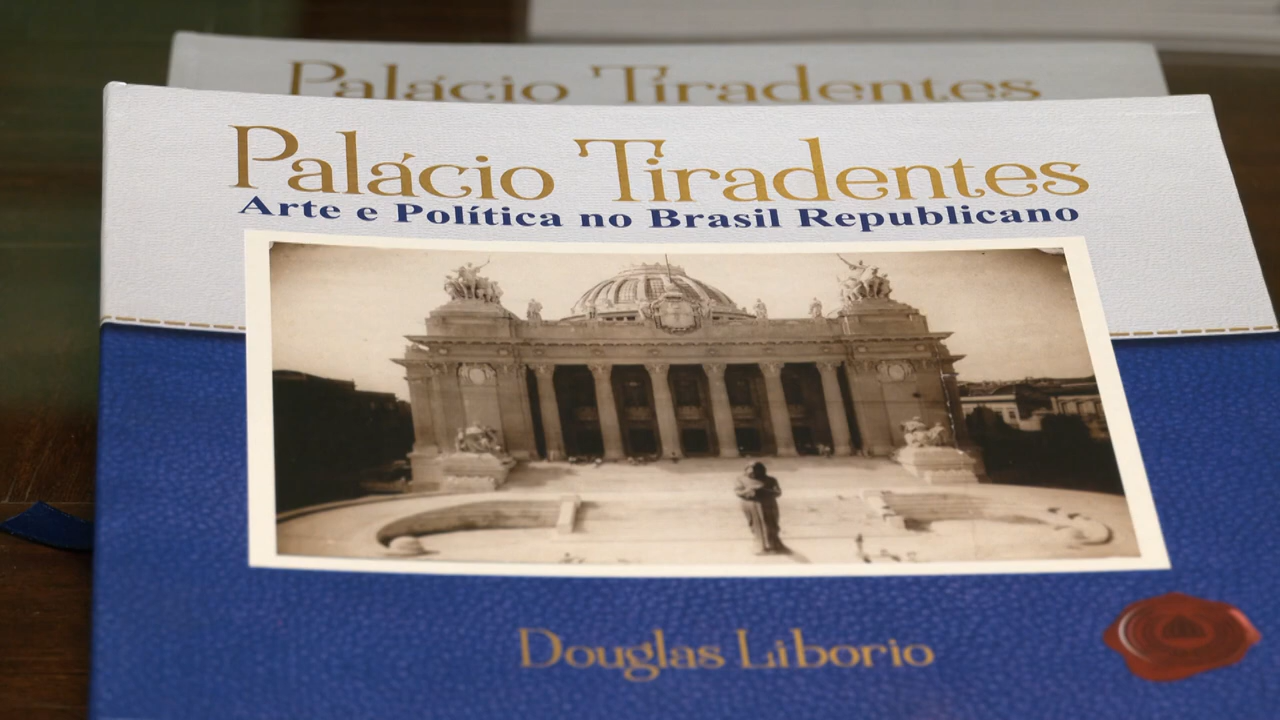 Palácio Tiradentes
Palácio Tiradentes
Arte e Política no Brasil Republicano
Douglas Liborio